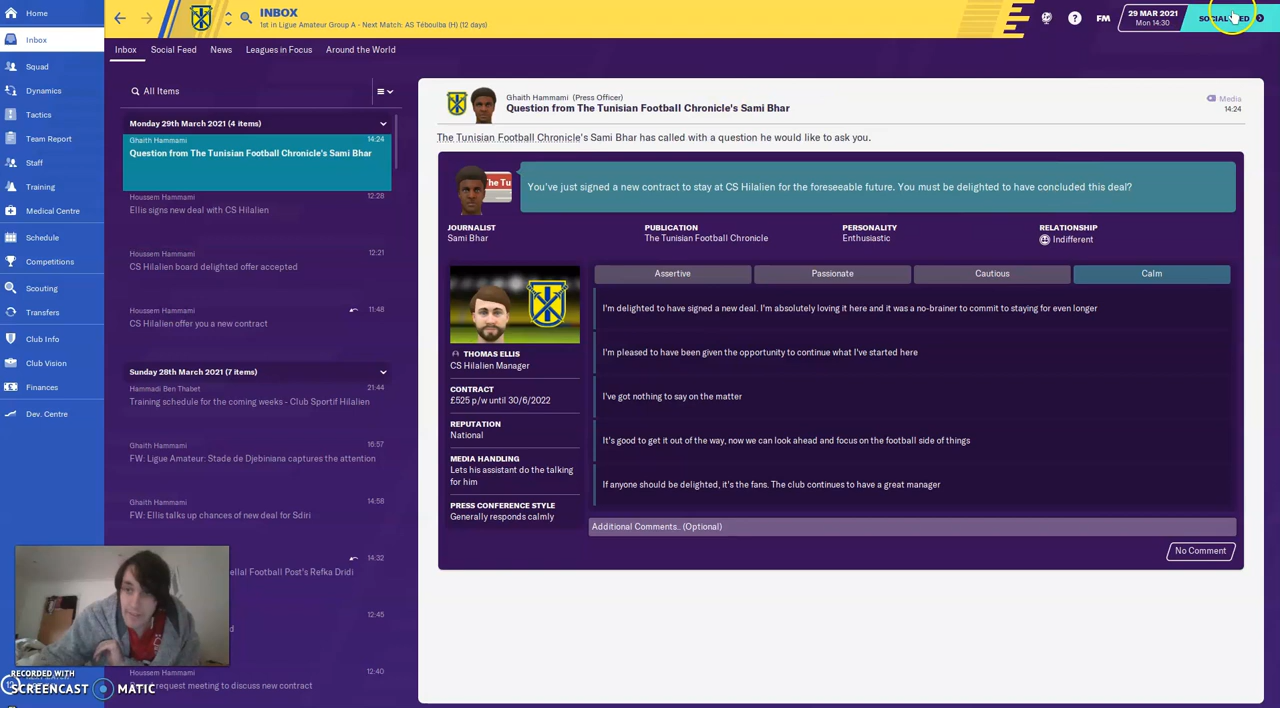 Home
Inbox
Squad
Dynamics
Tactics
Team Report
Staff
Training
Medical Centre
Schedule
Competitions
Scouting
Transfers
Club Info
Club Vision
Finances
Dev. Centre
INBOX
1st in Ligue Amateur Group A - Next Match: AS Téboulba (H) (12 days)
FM
29 MAR 2021
Mon 14:30
Inbox
Social Feed
News
Leagues in Focus
Around the World
All Items
Monday 29th March 2021 (4 items)
Ghaith Hammami 14:24
Question from The Tunisian Football Chronicle's Sami Bhar
Houssem Hammami 12:28
Ellis signs new deal with CS Hilalien
Houssem Hammami 12:21
CS Hilalien board delighted offer accepted
Houssem Hammami 11:48
CS Hilalien offer you a new contract
Sunday 28th March 2021 (7 items)
Hammadi Ben Thabet 21:44
Training schedule for the coming weeks - Club Sportif Hilalien
Ghaith Hammami 16:57
FW: Ligue Amateur: Stade de Djebiniana captures the attention
Ghaith Hammami 14:58
FW: Ellis talks up chances of new deal for Sdiri
14:32
Football Post's Refka Dridi
12:45
Houssem Hammami 12:40
request meeting to discuss new contract
RECORDED WITH
SCREENCAST MATIC
Ghaith Hammami (Press Officer)
Question from The Tunisian Football Chronicle's Sami Bhar
Media
14:24
The Tunisian Football Chronicle's Sami Bhar has called with a question he would like to ask you.
The Tu
You've just signed a new contract to stay at CS Hilalien for the foreseeable future. You must be delighted to have concluded this deal?
JOURNALIST
Sami Bhar
PUBLICATION
The Tunisian Football Chronicle
PERSONALITY
Enthusiastic
RELATIONSHIP
Indifferent
THOMAS ELLIS
CS Hilalien Manager
CONTRACT
£525 p/w until 30/6/2022
REPUTATION
National
MEDIA HANDLING
Lets his assistant do the talking
for him
PRESS CONFERENCE STYLE
Generally responds calmly
Assertive
Passionate
Cautious
Calm
I'm delighted to have signed a new deal. I'm absolutely loving it here and it was a no-brainer to commit to staying for even longer
I'm pleased to have been given the opportunity to continue what I've started here
I've got nothing to say on the matter
It's good to get it out of the way, now we can look ahead and focus on the football side of things
If anyone should be delighted, it's the fans. The club continues to have a great manager
Additional Comments.. (Optional)
No Comment